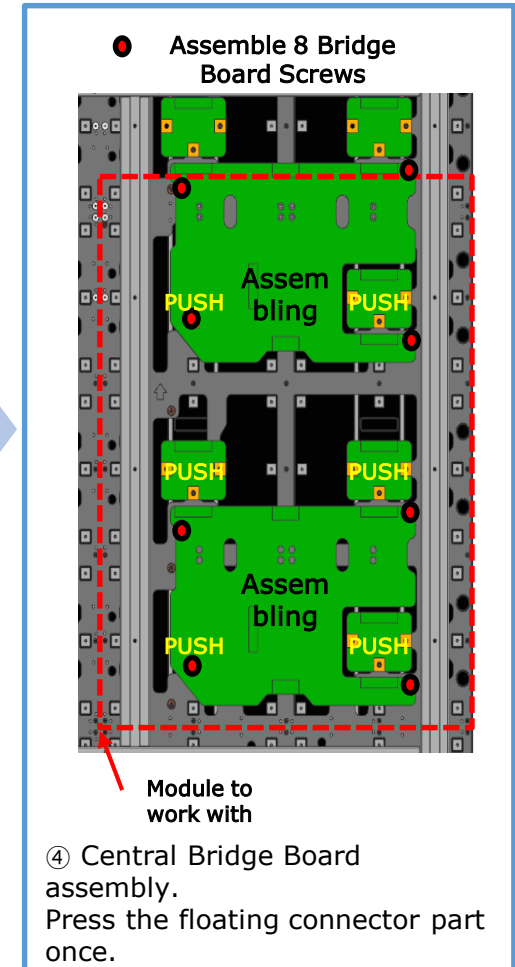 Assemble 8 Bridge
Board Screws
Assem
bling
PUSH
PUSH
PUSH
PUSH
Assem
bling
PUSH
PUSH
Module to
work with
④ Central Bridge Board
assembly.
Press the floating connector part
once.